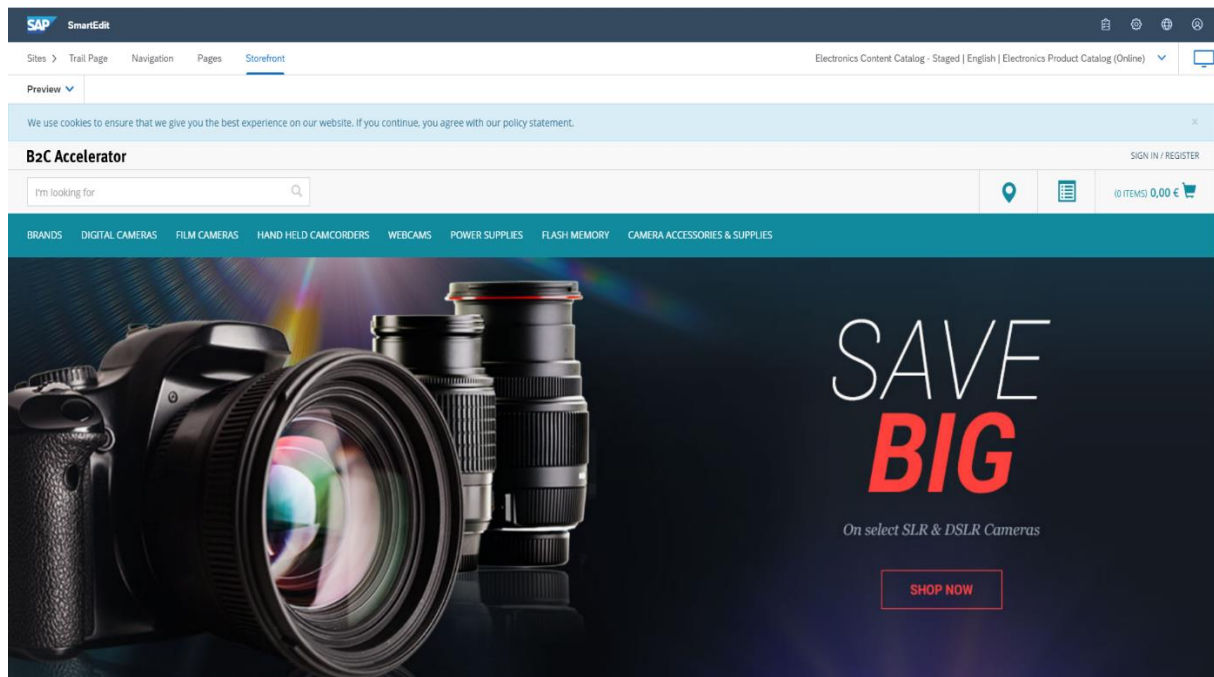 SAP SmartEdit
Sites > Trail Page Navigation Pages Storefront Electronics Content Catalog - Staged | English | Electronics Product Catalog (Online)
Preview
We use cookies to ensure that we give you the best experience on our website. If you continue, you agree with our policy statement. ×
B2C Accelerator SIGN IN / REGISTER
I'm looking for (0 ITEMS) 0,00 €
BRANDS DIGITAL CAMERAS FILM CAMERAS HAND HELD CAMCORDERS WEBCAMS POWER SUPPLIES FLASH MEMORY CAMERA ACCESSORIES & SUPPLIES
SAVE
BIG
On select SLR & DSLR Cameras
SHOP NOW